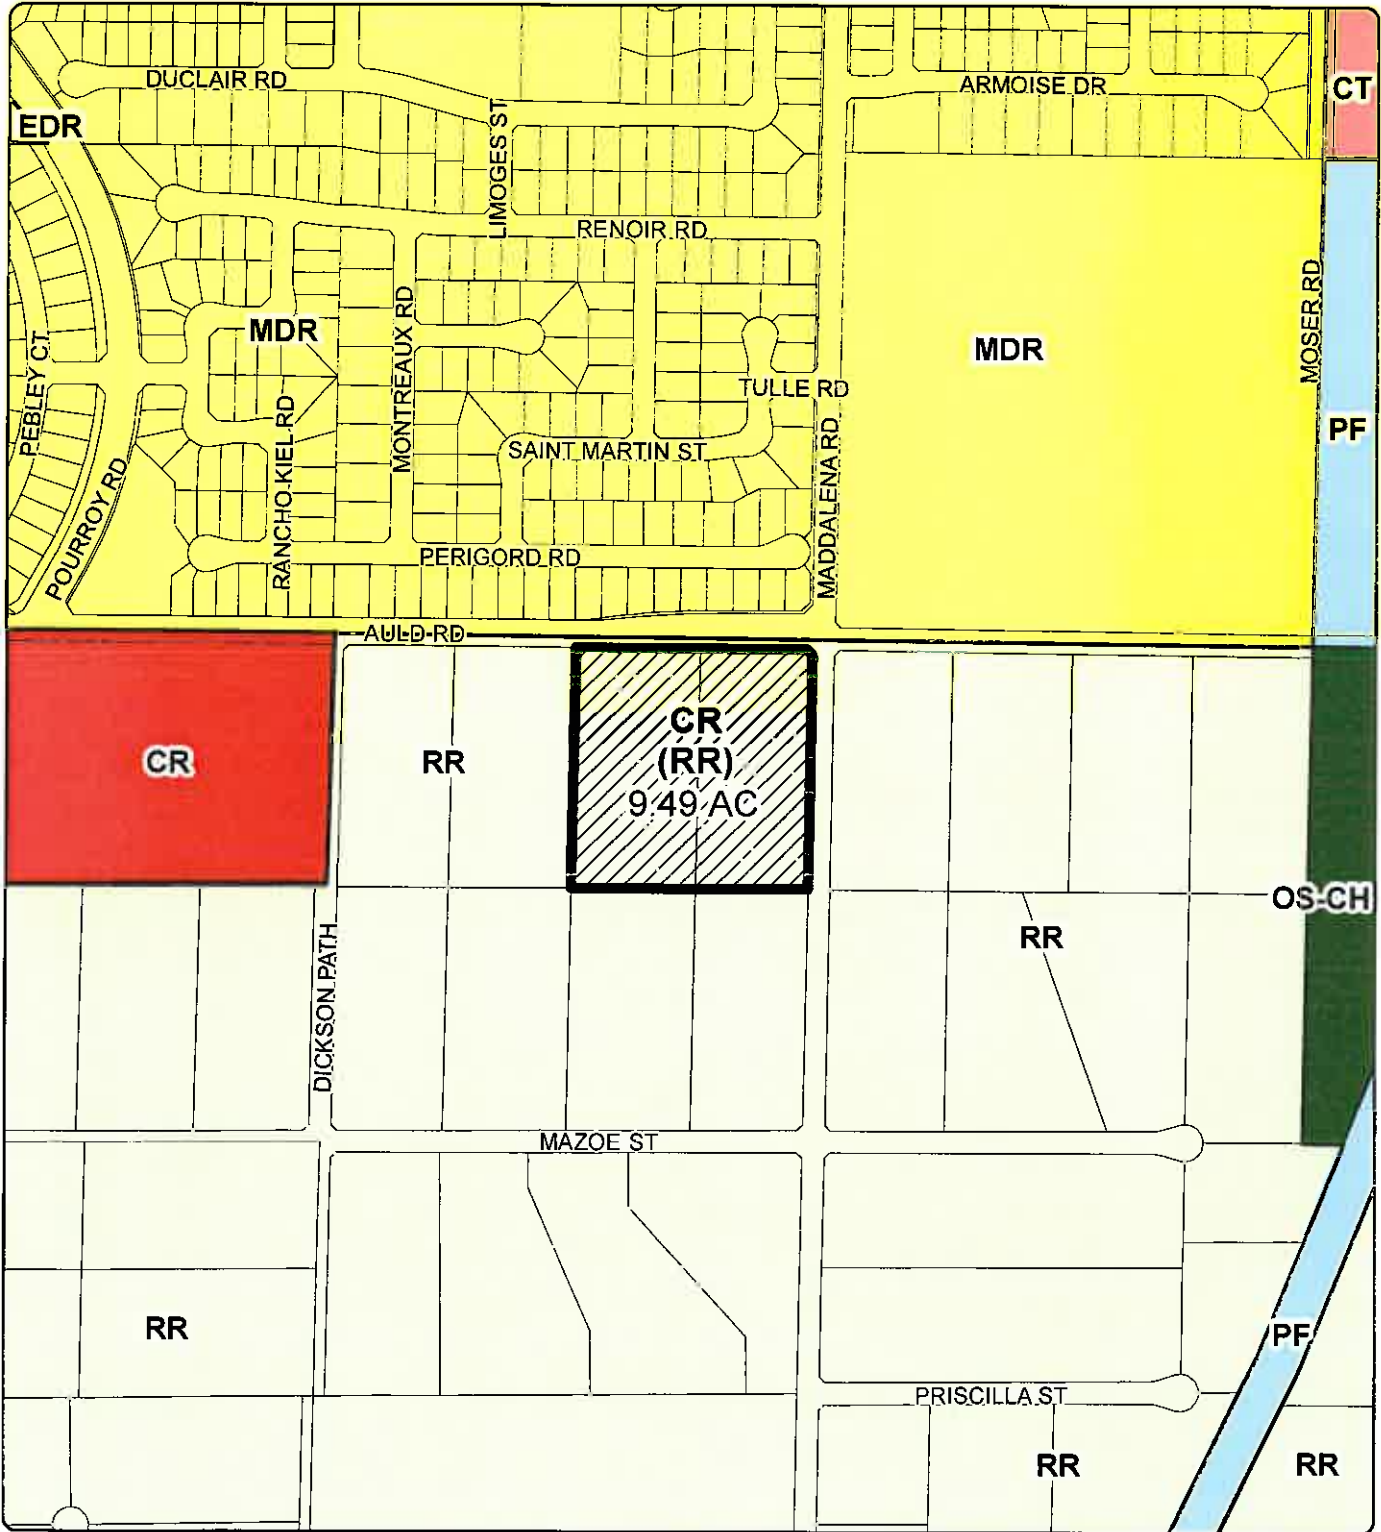 DUCLAIR RD
ARMOISE DR
CT
EDR
LIMOGES ST
RENOIR RD
MOSER RD
MDR
MONTREAUX RD
MDR
PEBLEY CT
TULLE RD
PF
RANCHO KIEL RD
SAINT MARTIN ST
MADDALENA RD
POURROY RD
PERIGORD RD
AULD RD
CR
RR
CR
(RR)
9.49 AC
OS-CH
RR
DICKSON PATH
MAZOE ST
RR
PF
PRISCILLA ST
RR
RR